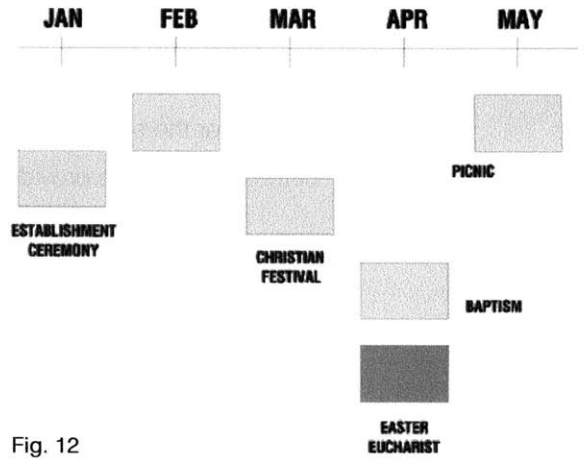 JAN FEB MAR APR MAY
PICNIC
ESTABLISHMENT
CEREMONY
CHRISTIAN
FESTIVAL
BAPTISM
EASTER
EUCHARIST
Fig. 12